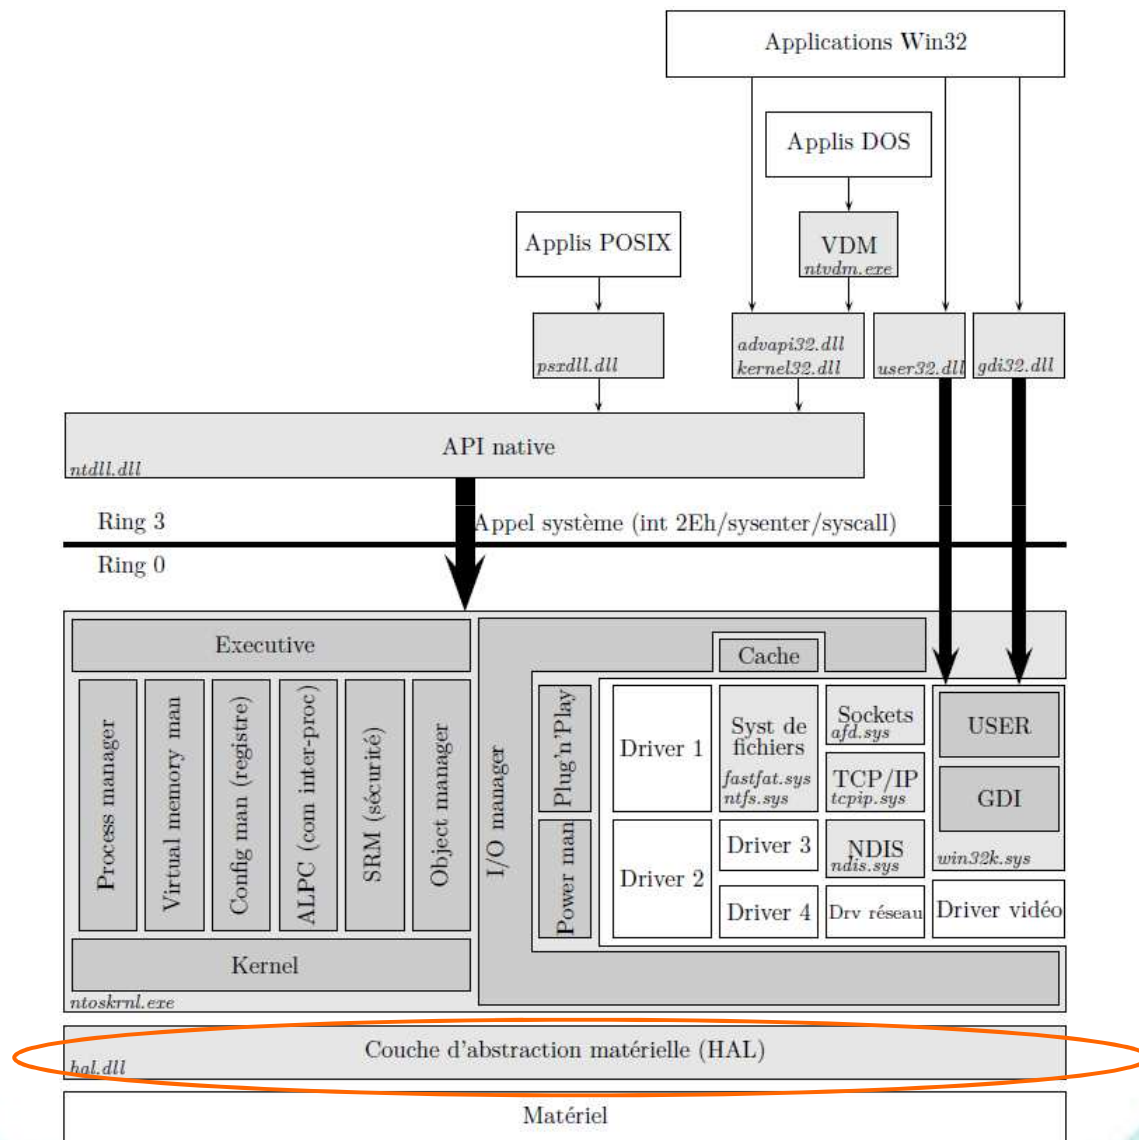 Applications Win32
Applis DOS
Applis POSIX
VDM
ntvdm.exe
psxdll.dll
advapi32.dll
kernel32.dll
user32.dll
gdi32.dll
API native
ntdll.dll
Ring 3
Appel système (int 2Eh/sysenter/syscall)
Ring 0
Executive
Process manager
Virtual memory man
Config man (registre)
ALPC (com inter-proc)
SRM (sécurité)
Object manager
Kernel
ntoskrnl.exe
I/O manager
Cache
Plug'n'Play
Power man
Driver 1
Driver 2
Syst de
fichiers
fastfat.sys
ntfs.sys
Driver 3
Driver 4
Sockets
afd.sys
TCP/IP
tcpip.sys
NDIS
ndis.sys
Drv réseau
USER
GDI
win32k.sys
Driver vidéo
Couche d'abstraction matérielle (HAL)
hal.dll
Matériel